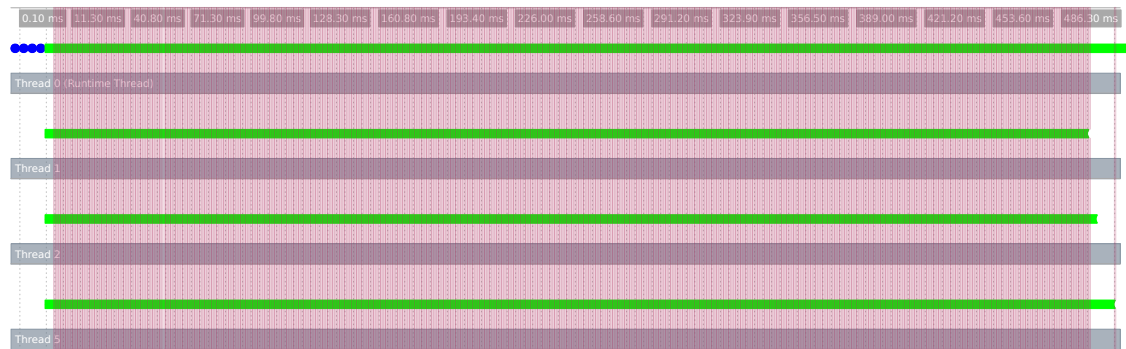 0.10 ms 11.30 ms 40.80 ms 71.30 ms 99.80 ms 128.30 ms 160.80 ms 193.40 ms 226.00 ms 258.60 ms 291.20 ms 323.90 ms 356.50 ms 389.00 ms 421.20 ms 453.60 ms 486.30 ms
Thread 0 (Runtime Thread)
Thread 1
Thread 2
Thread 5